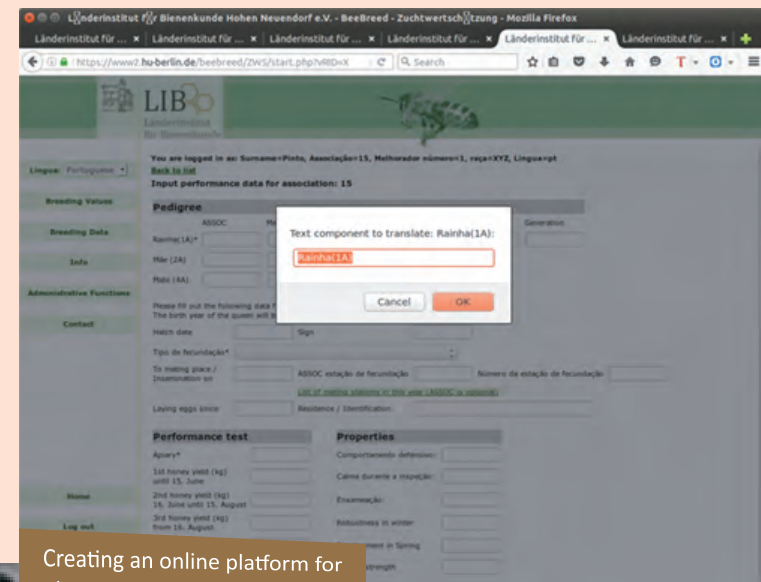 Länderinstitut für Bienenkunde Hohen Neuendorf e.V. - BeeBreed - Zuchtwertschätzung - Mozilla Firefox
Länderinstitut für ... × Länderinstitut für ... × Länderinstitut für ... × Länderinstitut für ... × Länderinstitut für ... × Länderinstitut für ... ×
https://www2.hu-berlin.de/beebreed/ZWS/start.php?vRID=X Search
LIB
Länderinstitut
für Bienenkunde
You are logged in as: Surname=Pinto, Associação=15, Melhorador número=1, raça=XYZ, Lingua=pt
Lingua: Portuguese
Back to list
Input performance data for association: 15
Breeding Values
Pedigree
ASSOC Generation
Breeding Data
Rainha(1A)*
Text component to translate: Rainha(1A):
Rainha(1A)
Cancel OK
Info
Mãe (2A)
Mato (4A)
Administrative Functions
Please fill out the following data
The birth year of the queen will
Contact
Hatch date Sign
Tipo de fecundação*
To mating place /
Insemination on
ASSOC estação de fecundação Número da estação de fecundação
List of mating stations in this year (ASSOC is optional)
Laying eggs since Residence / Identification
Performance test Properties
Apiary* Comportamento defensivo:
1st honey yield (kg)
until 15. June
Calma durante a inspeção:
Home
2nd honey yield (kg)
16. June until 15. August
Enxameação:
Log out
3rd honey yield (kg)
from 16. August
Robustness in winter
in Spring
strength
Creating an online platform for